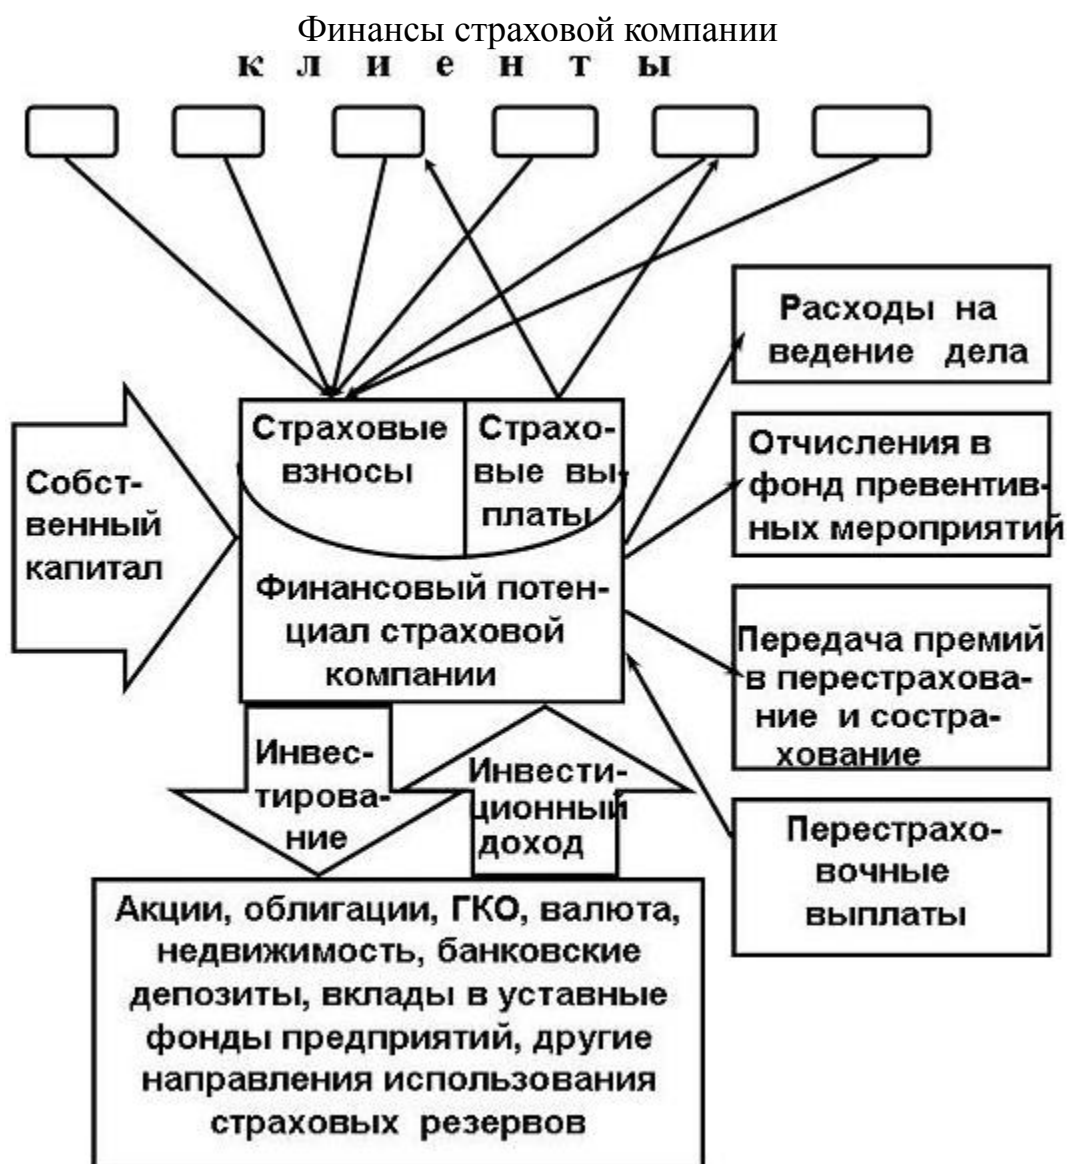 Финансы страховой компании
к л и е н т ы
Страховые
взносы
Страхо-
вые вы-
платы
Собст-
венный
капитал
Финансовый потен-
циал страховой
компании
Расходы на
ведение дела
Отчисления в
фонд превентив-
ных мероприятий
Передача премий
в перестрахова-
ние и состра-
хование
Перестрахо-
вочные
выплаты
Инвес-
тирова-
ние
Инвести-
ционный
доход
Акции, облигации, ГКО, валюта,
недвижимость, банковские
депозиты, вклады в уставные
фонды предприятий, другие
направления использования
страховых резервов